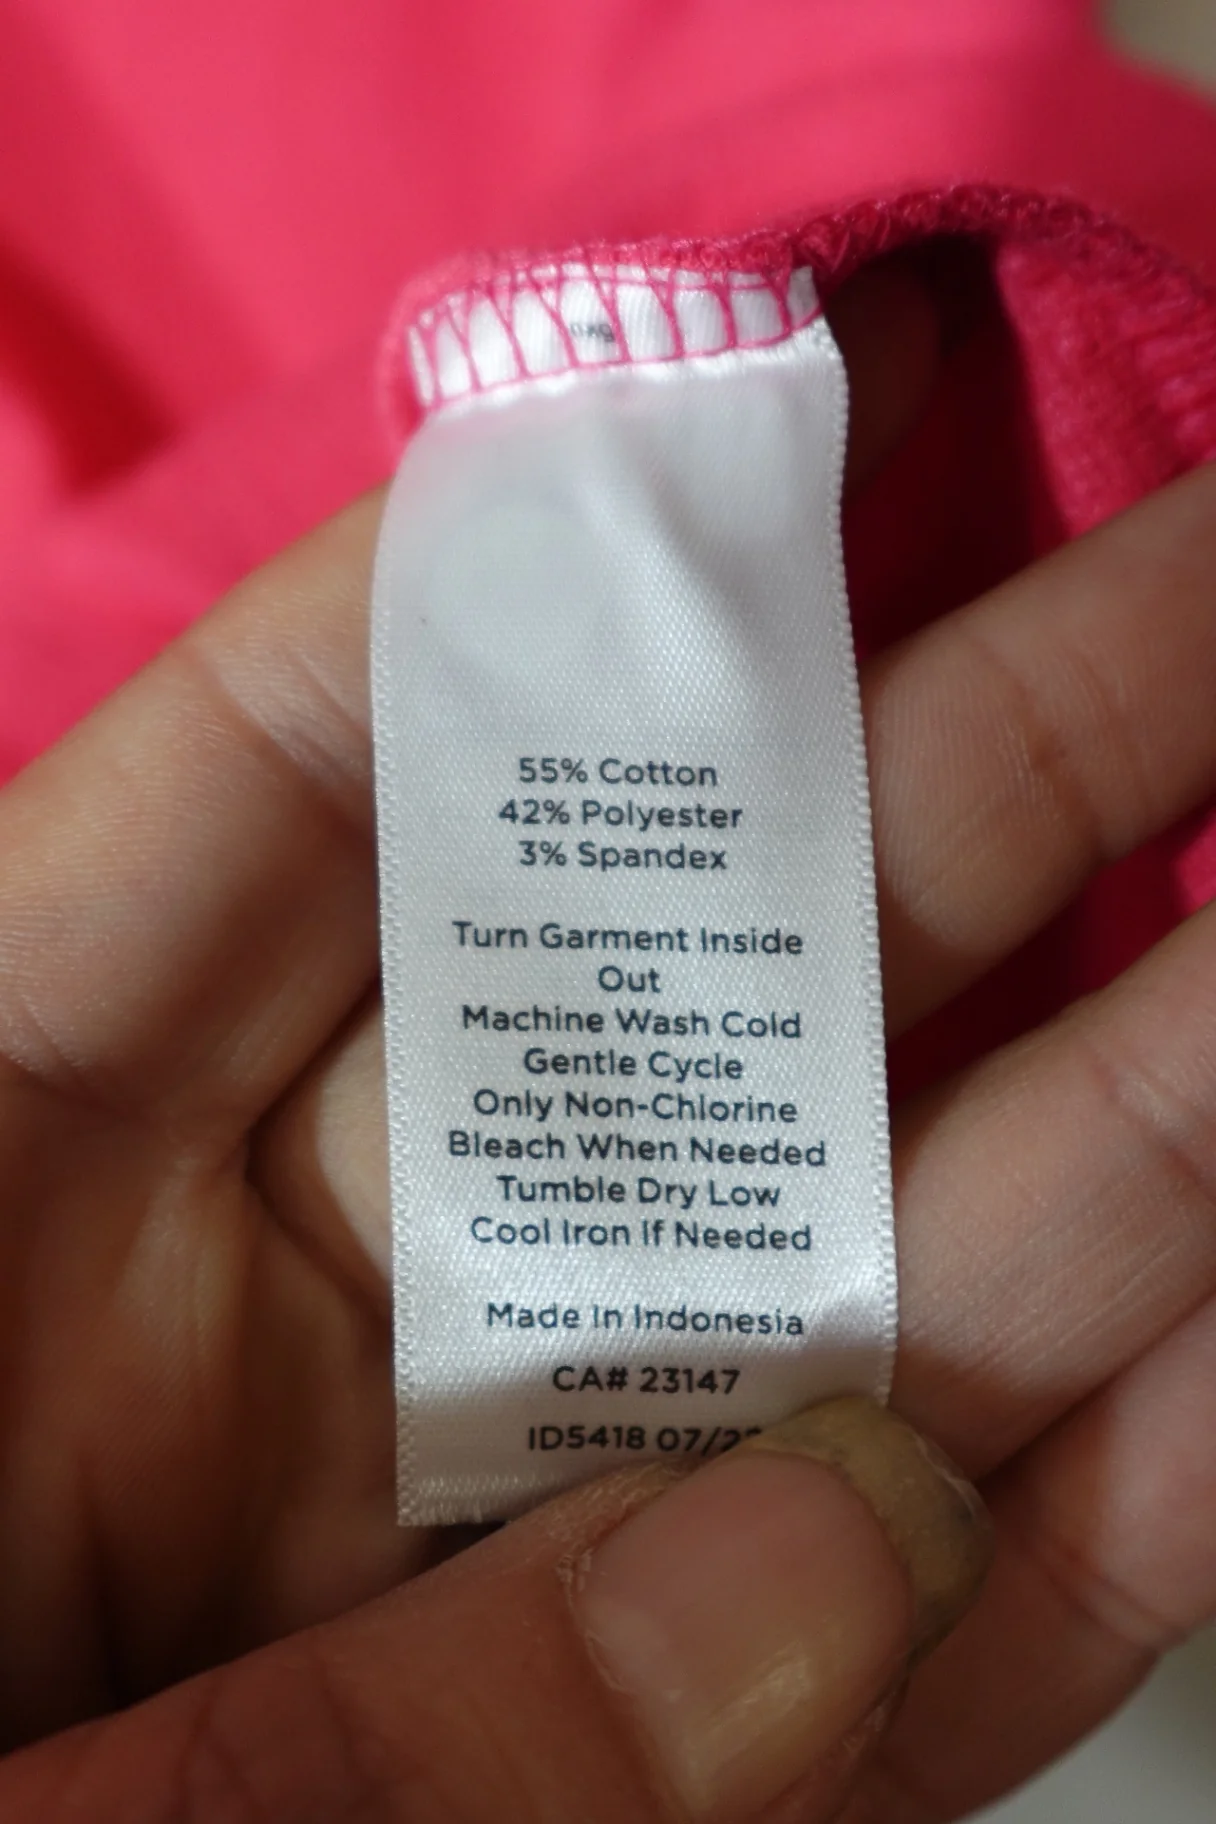 55% Cotton
42% Polyester
3% Spandex
Turn Garment Inside
Out
Machine Wash Cold
Gentle Cycle
Only Non-Chlorine
Bleach When Needed
Tumble Dry Low
Cool Iron If Needed
Made In Indonesia
CA# 23147
ID5418